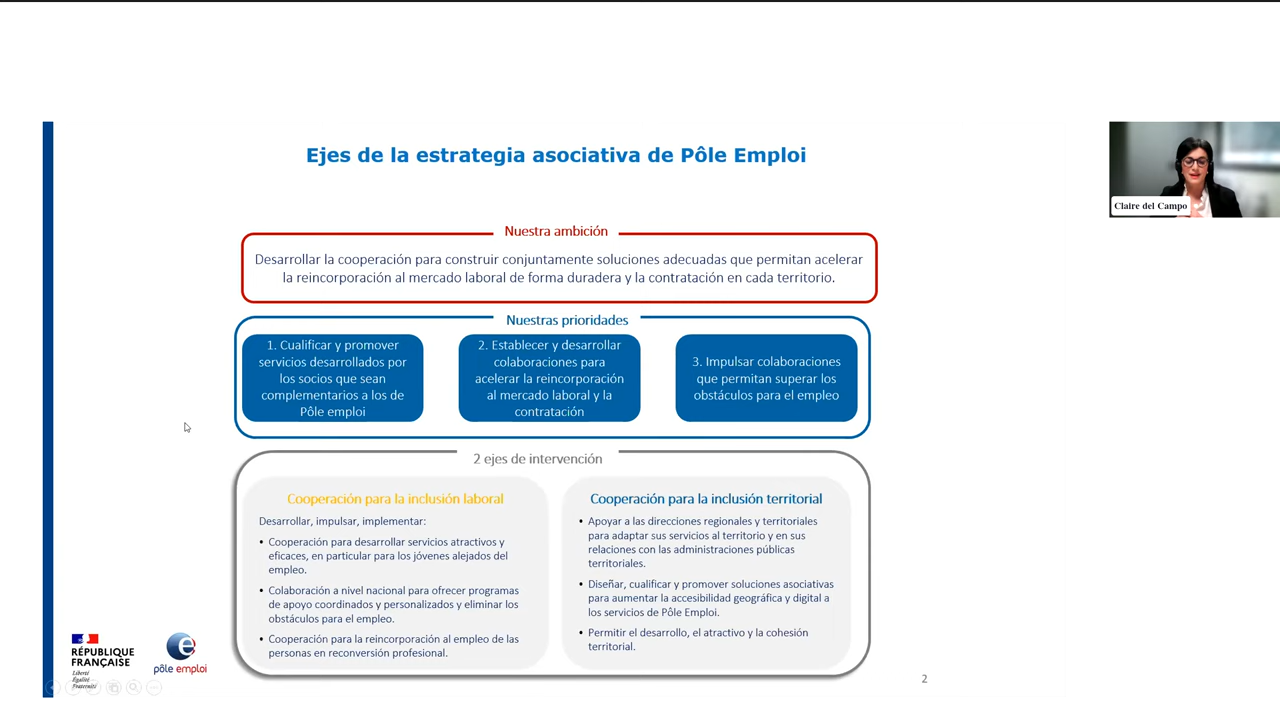 Ejes de la estrategia asociativa de Pôle Emploi
Claire del Campo
Nuestra ambición
Desarrollar la cooperación para construir conjuntamente soluciones adecuadas que permitan acelerar
la reincorporación al mercado laboral de forma duradera y la contratación en cada territorio.
Nuestras prioridades
1. Cualificar y promover
servicios desarrollados por
los socios que sean
complementarios a los de
Pôle emploi
2. Establecer y desarrollar
colaboraciones para
acelerar la reincorporación
al mercado laboral y la
contratación
3. Impulsar colaboraciones
que permitan superar los
obstáculos para el empleo
2 ejes de intervención
Cooperación para la inclusión laboral
Desarrollar, impulsar, implementar:
• Cooperación para desarrollar servicios atractivos y
eficaces, en particular para los jóvenes alejados del
empleo.
• Colaboración a nivel nacional para ofrecer programas
de apoyo coordinados y personalizados y eliminar los
obstáculos para el empleo.
• Cooperación para la reincorporación al empleo de las
personas en reconversión profesional.
Cooperación para la inclusión territorial
• Apoyar a las direcciones regionales y territoriales
para adaptar sus servicios al territorio y en sus
relaciones con las administraciones públicas
territoriales.
• Diseñar, cualificar y promover soluciones asociativas
para aumentar la accesibilidad geográfica y digital a
los servicios de Pôle Emploi.
• Permitir el desarrollo, el atractivo y la cohesión
territorial.
RÉPUBLIQUE
FRANÇAISE
Liberté
Égalité
Fraternité
pôle emploi
2